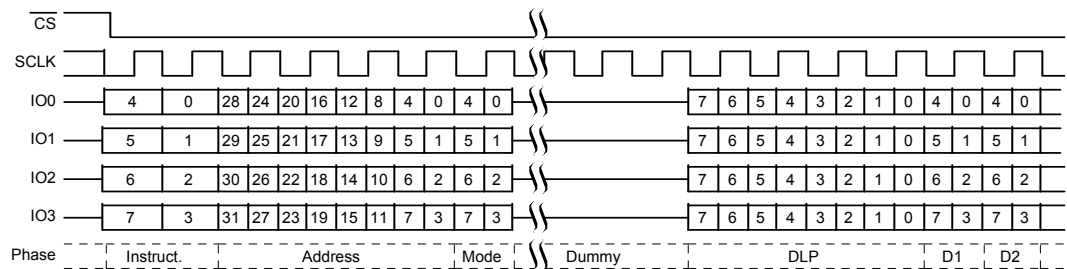 CS
SCLK
IO0 4 0 28 24 20 16 12 8 4 0 4 0 7 6 5 4 3 2 1 0 4 0 4 0
IO1 5 1 29 25 21 17 13 9 5 1 5 1 7 6 5 4 3 2 1 0 5 1 5 1
IO2 6 2 30 26 22 18 14 10 6 2 6 2 7 6 5 4 3 2 1 0 6 2 6 2
IO3 7 3 31 27 23 19 15 11 7 3 7 3 7 6 5 4 3 2 1 0 7 3 7 3
Phase Instruct. Address Mode Dummy DLP D1 D2